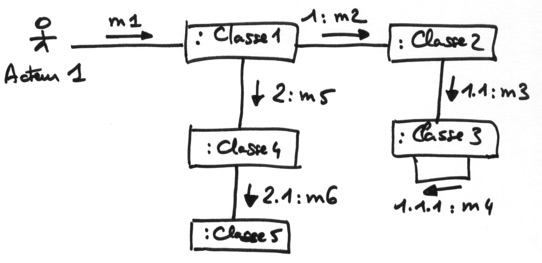 m1
1: m2
: Classe 1
: Classe 2
Acteur 1
2: m5
1.1: m3
: Classe 4
: Classe 3
2.1: m6
1.1.1: m4
: Classe 5